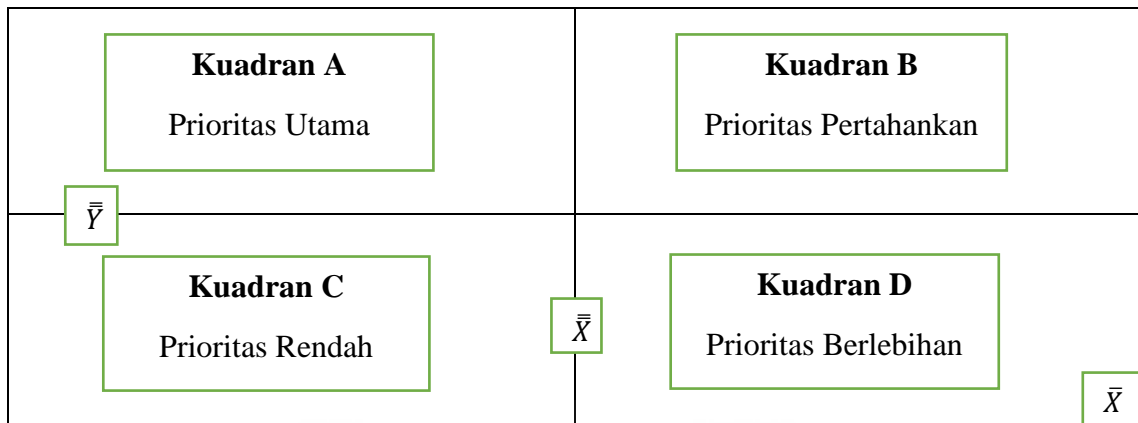 Kuadran A
Prioritas Utama
Kuadran B
Prioritas Pertahankan
Y̿
Kuadran C
Prioritas Rendah
X̿
Kuadran D
Prioritas Berlebihan
X̄